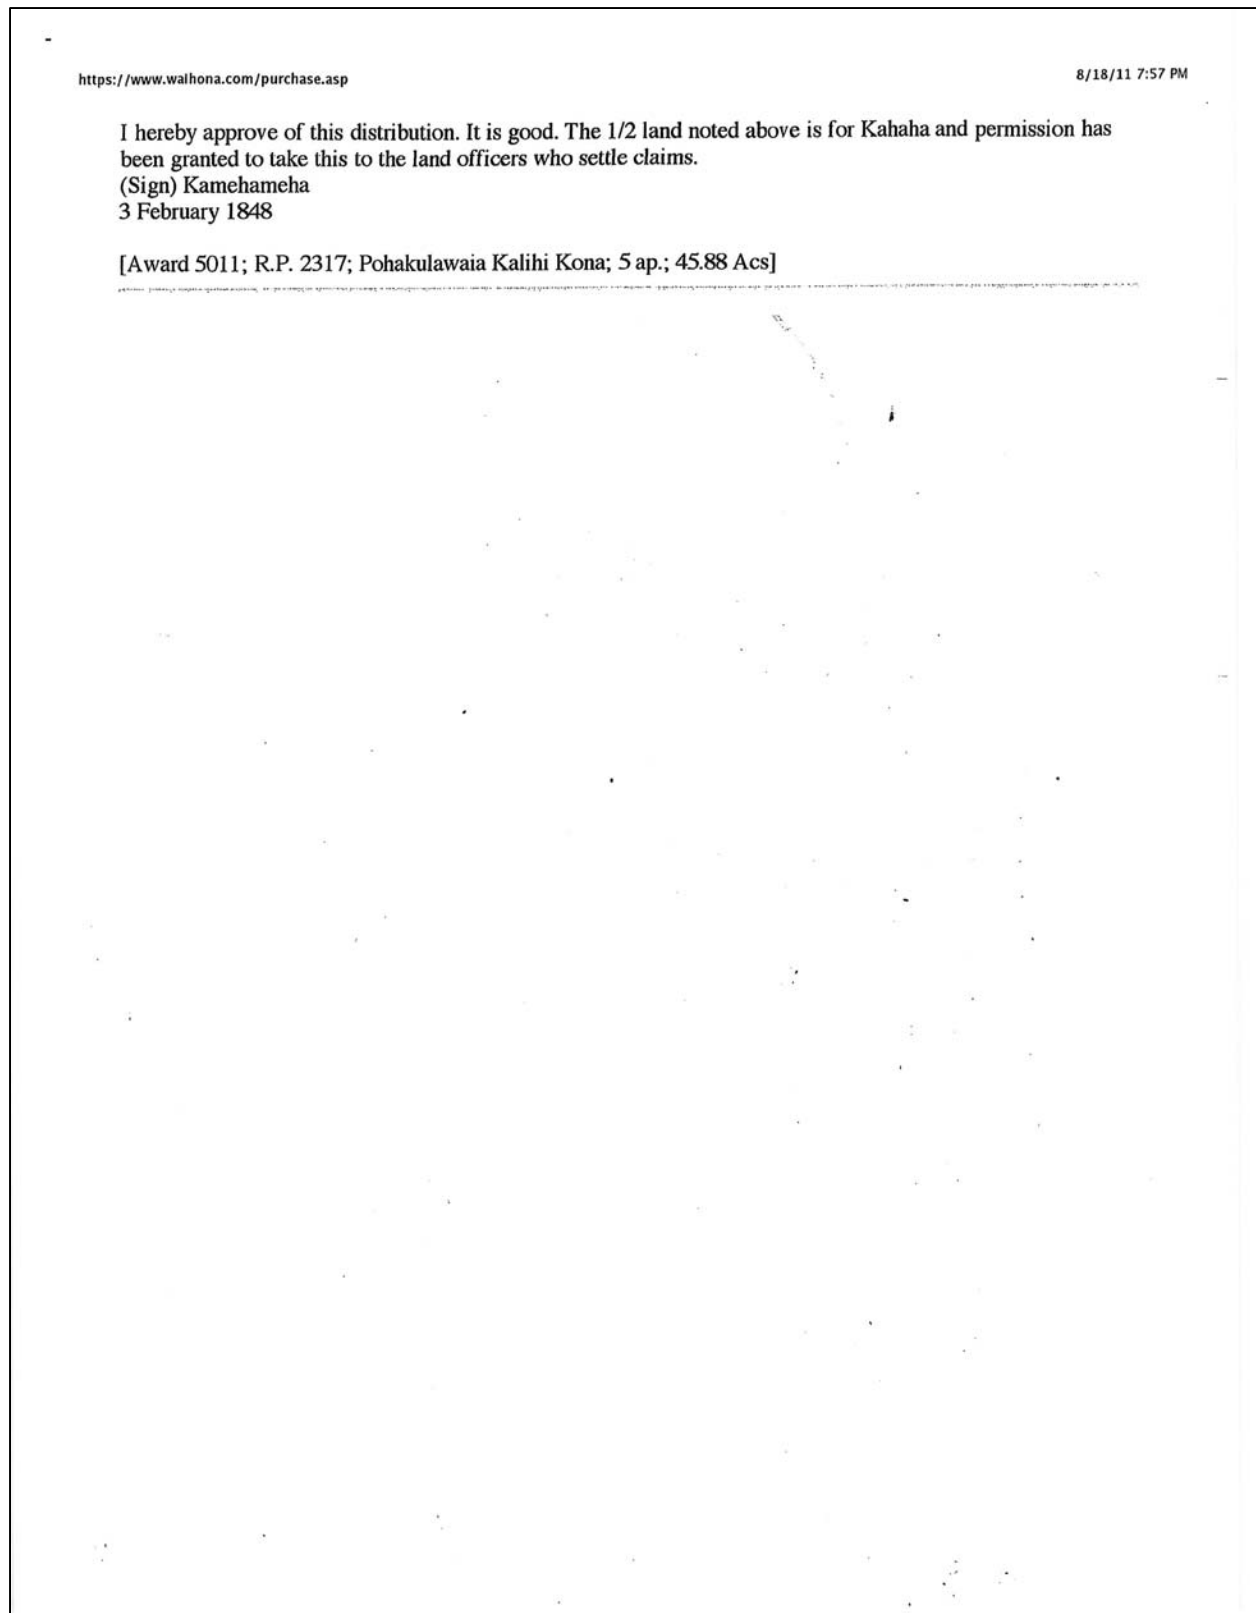 https://www.waihona.com/purchase.asp
8/18/11 7:57 PM
I hereby approve of this distribution. It is good. The 1/2 land noted above is for Kahaha and permission has
been granted to take this to the land officers who settle claims.
(Sign) Kamehameha
3 February 1848
[Award 5011; R.P. 2317; Pohakulawaia Kalihi Kona; 5 ap.; 45.88 Acs]